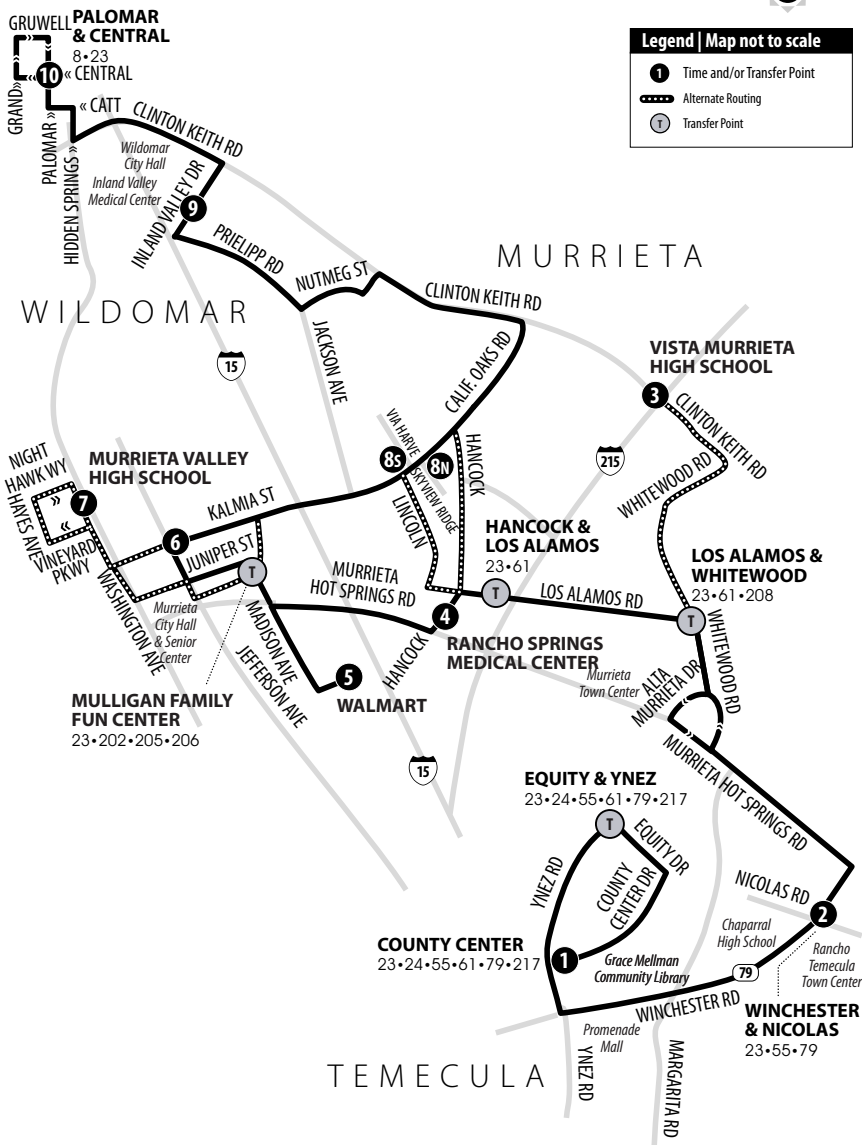 GRUWELL
PALOMAR
& CENTRAL
8•23
10
« CENTRAL
GRAND»
« CATT
PALOMAR »
HIDDEN SPRINGS »
CLINTON KEITH RD
Wildomar
City Hall
Inland Valley
Medical Center
INLAND VALLEY DR
9
PRIELIPP RD
NUTMEG ST
CLINTON KEITH RD
MURRIETA
WILDOMAR
Legend | Map not to scale
1 Time and/or Transfer Point
Alternate Routing
T Transfer Point
JACKSON AVE
15
CALIF. OAKS RD
VISTA MURRIETA
HIGH SCHOOL
3
CLINTON KEITH RD
WHITEWOOD RD
215
VIA HARVE
SKYVIEW RIDGE
8S
8N
HANCOCK
LINCOLN
NIGHT
HAWK WY
HAYES AVE
VINEYARD
PKWY
»
«
MURRIETA VALLEY
HIGH SCHOOL
7
KALMIA ST
6
JUNIPER ST
T
WASHINGTON AVE
Murrieta
City Hall
& Senior
Center
MADISON AVE
JEFFERSON AVE
MURRIETA
HOT SPRINGS RD
HANCOCK &
LOS ALAMOS
23•61
T
LOS ALAMOS RD
LOS ALAMOS &
WHITEWOOD
23•61•208
T
WHITEWOOD RD
4
HANCOCK
RANCHO SPRINGS
MEDICAL CENTER
5
WALMART
MULLIGAN FAMILY
FUN CENTER
23•202•205•206
Murrieta
Town Center
ALTA
MURRIETA DR
MURRIETA HOT SPRINGS RD
15
EQUITY & YNEZ
23•24•55•61•79•217
T
EQUITY DR
YNEZ RD
COUNTY
CENTER DR
COUNTY CENTER
23•24•55•61•79•217
1
Grace Mellman
Community Library
NICOLAS RD
2
Chaparral
High School
Rancho
Temecula
Town Center
79
WINCHESTER RD
WINCHESTER
& NICOLAS
23•55•79
Promenade
Mall
YNEZ RD
MARGARITA RD
TEMECULA